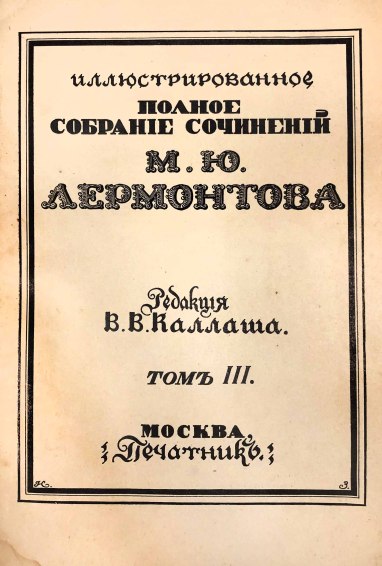 иллюстрированное
ПОЛНОЕ
СОБРАНІЕ СОЧИНЕНІЙ
М. Ю.
ЛЕРМОНТОВА
Редакція
В. В. Каллаша.
ТОМЪ III.
МОСКВА
Печатникъ.
К. З.